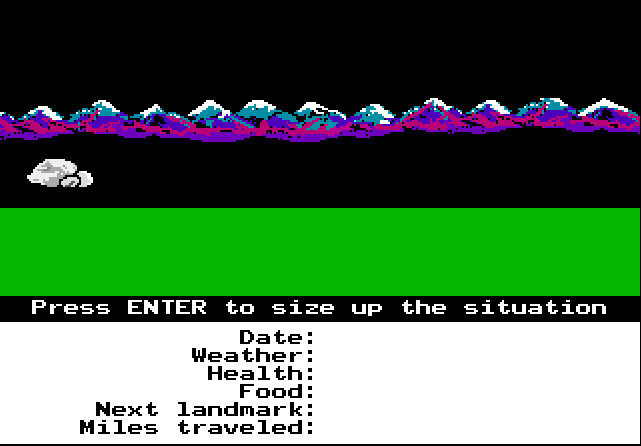 Press ENTER to size up the situation
Date:
Weather:
Health:
Food:
Next landmark:
Miles traveled: